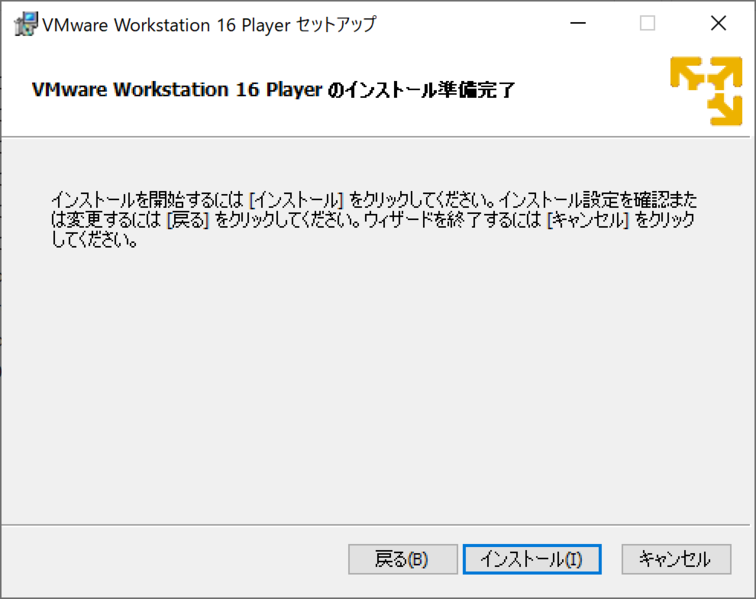 VMware Workstation 16 Player セットアップ
VMware Workstation 16 Player のインストール準備完了
インストールを開始するには [インストール] をクリックしてください。インストール設定を確認また
は変更するには [戻る] をクリックしてください。ウィザードを終了するには [キャンセル] をクリック
してください。
戻る(B) インストール(I) キャンセル